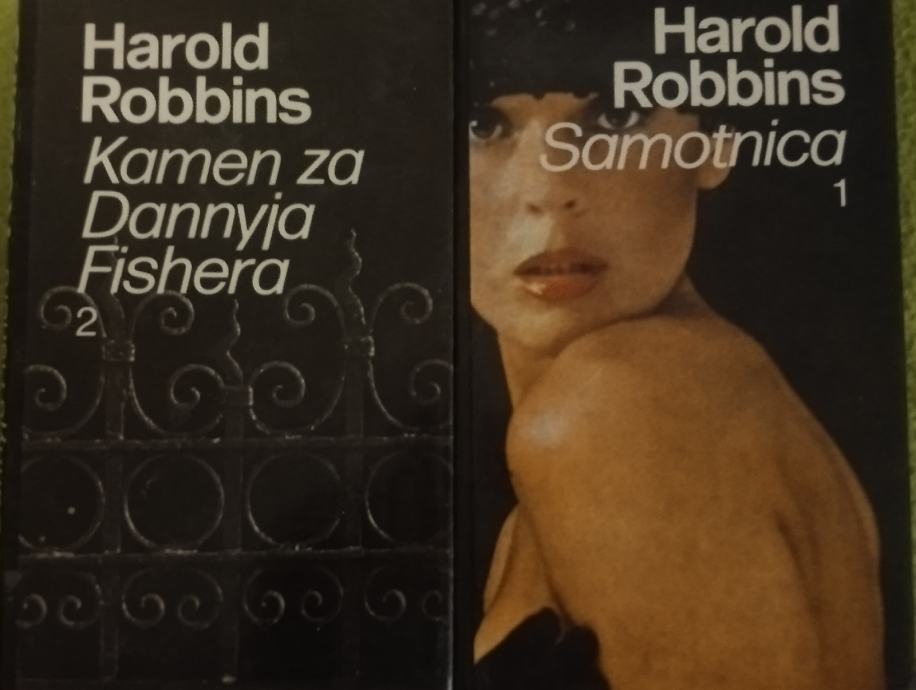 Harold
Robbins
Kamen za
Dannyja
Fishera
2
Harold
Robbins
Samotnica
1